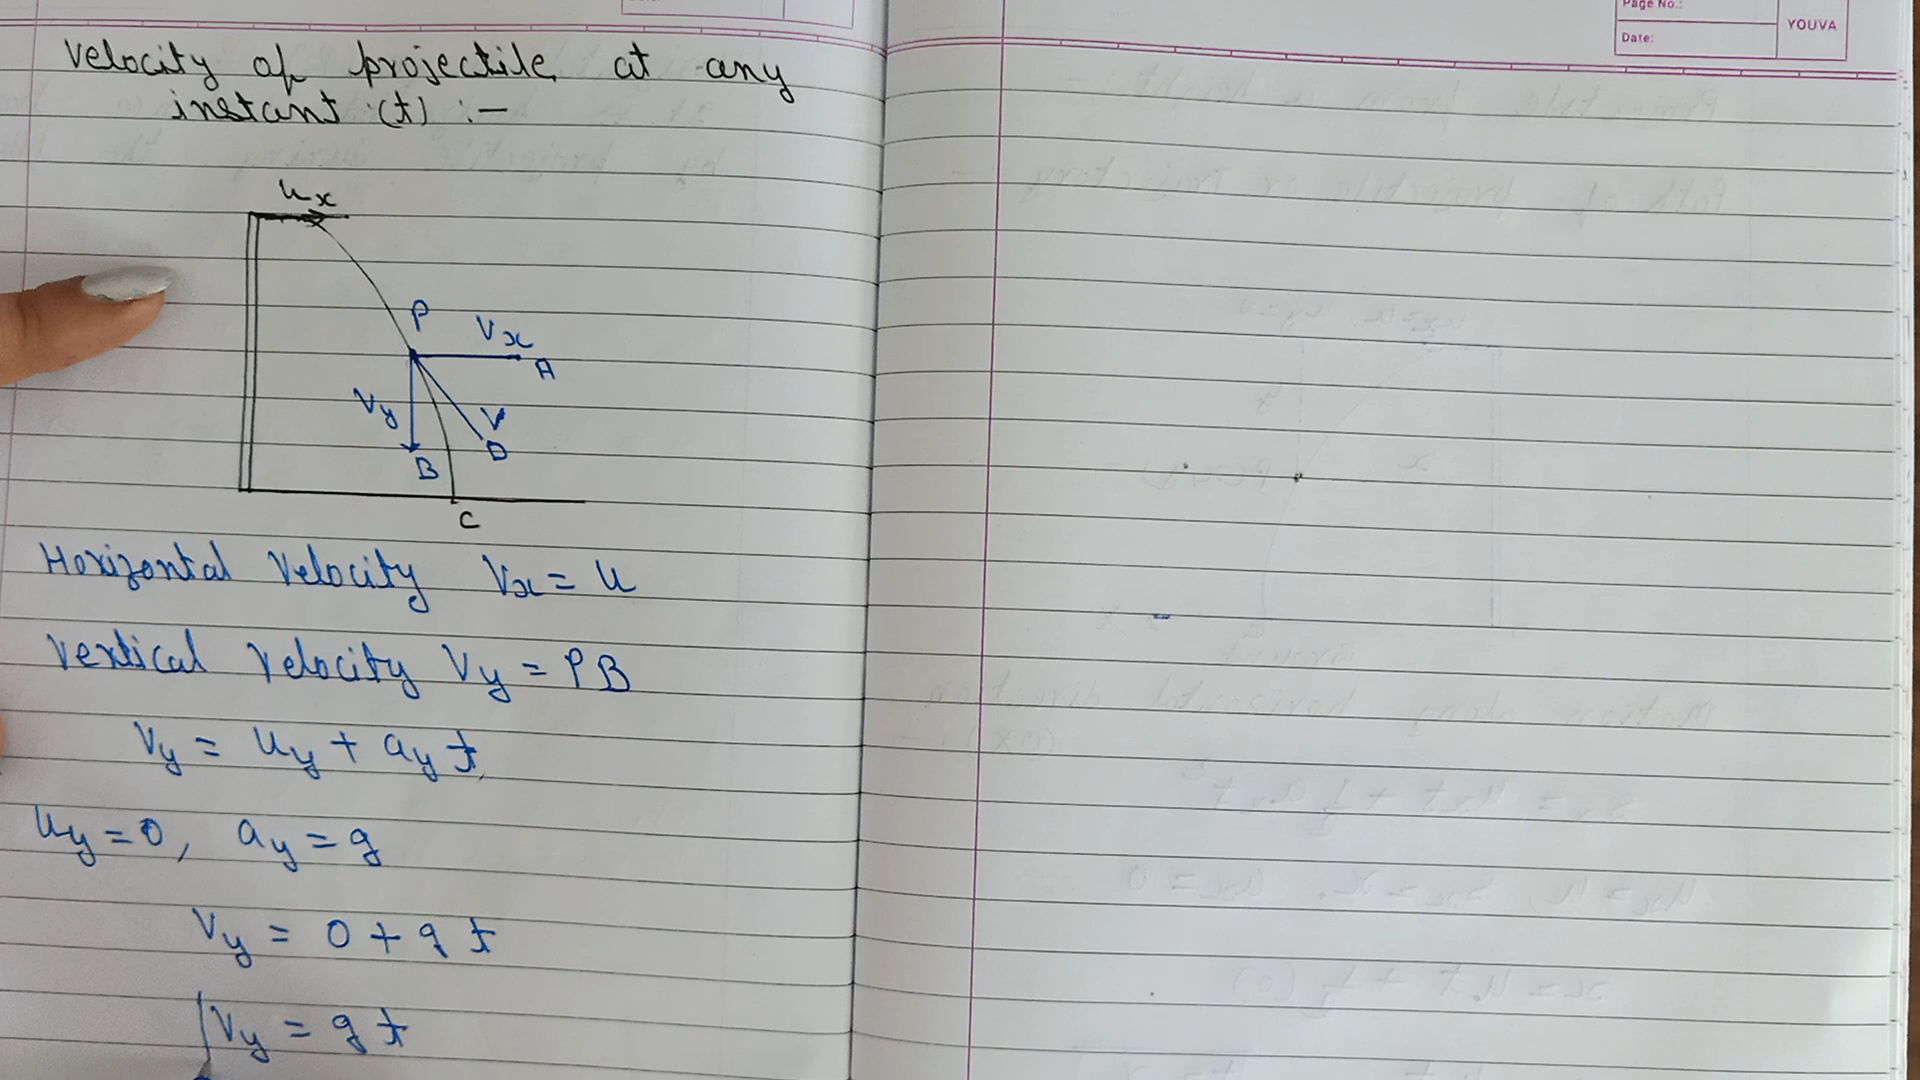 Velocity of projectile at any
instant (t) :-
ux
P
Vx
A
Vy
V
D
B
C
Horizontal Velocity Vx = u
Vertical Velocity Vy = PB
Vy = uy + ay t
uy = 0, ay = g
Vy = 0 + g t
Vy = g t
Page No.:
Date:
YOUVA